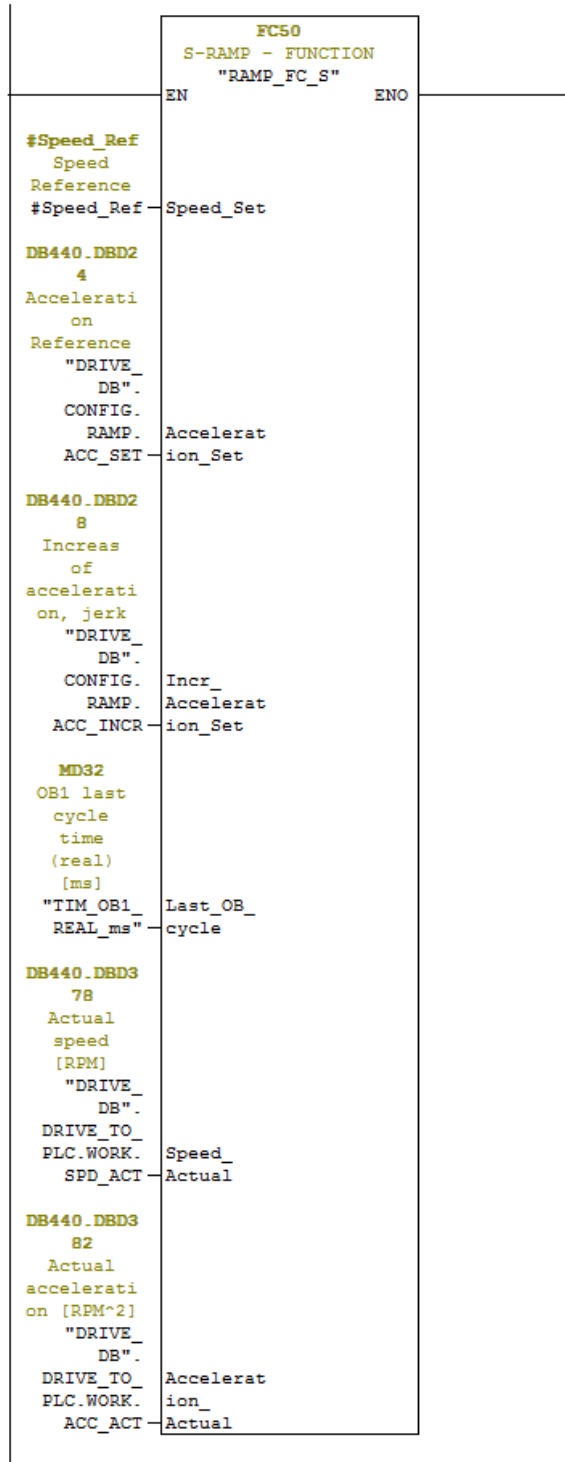 FC50
S-RAMP - FUNCTION
"RAMP_FC_S"
EN ENO
#Speed_Ref
Speed
Reference
#Speed_Ref Speed_Set
DB440.DBD2
4
Accelerati
on
Reference
"DRIVE_
DB".
CONFIG.
RAMP. Accelerat
ACC_SET ion_Set
DB440.DBD2
8
Increas
of
accelerati
on, jerk
"DRIVE_
DB".
CONFIG. Incr_
RAMP. Accelerat
ACC_INCR ion_Set
MD32
OB1 last
cycle
time
(real)
[ms]
"TIM_OB1_ Last_OB_
REAL_ms" cycle
DB440.DBD3
78
Actual
speed
[RPM]
"DRIVE_
DB".
DRIVE_TO_
PLC.WORK. Speed_
SPD_ACT Actual
DB440.DBD3
82
Actual
accelerati
on [RPM^2]
"DRIVE_
DB".
DRIVE_TO_ Accelerat
PLC.WORK. ion_
ACC_ACT Actual